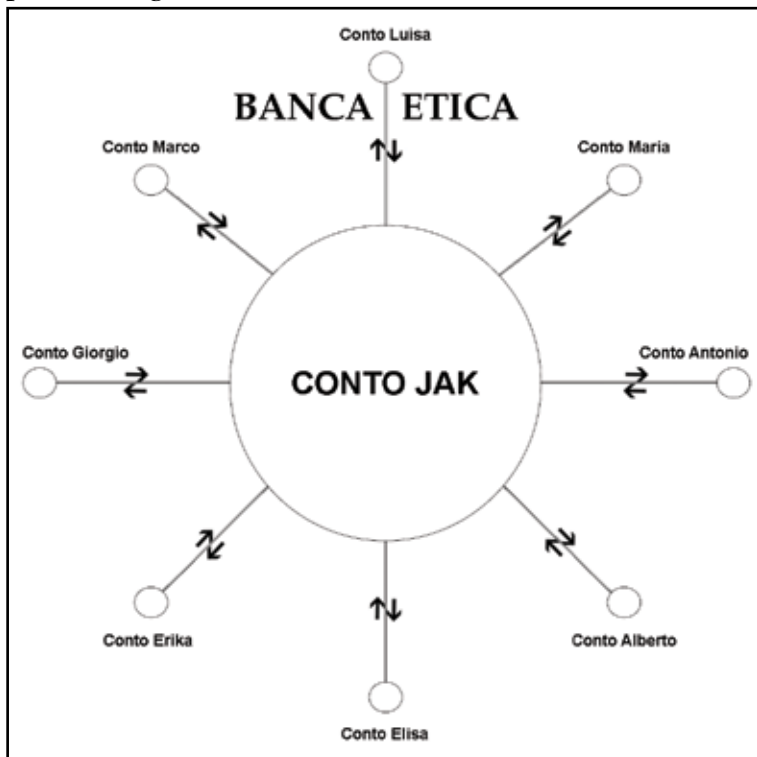 Conto Luisa
BANCA ETICA
Conto Marco
Conto Maria
Conto Giorgio
Conto Antonio
CONTO JAK
Conto Erika
Conto Alberto
Conto Elisa